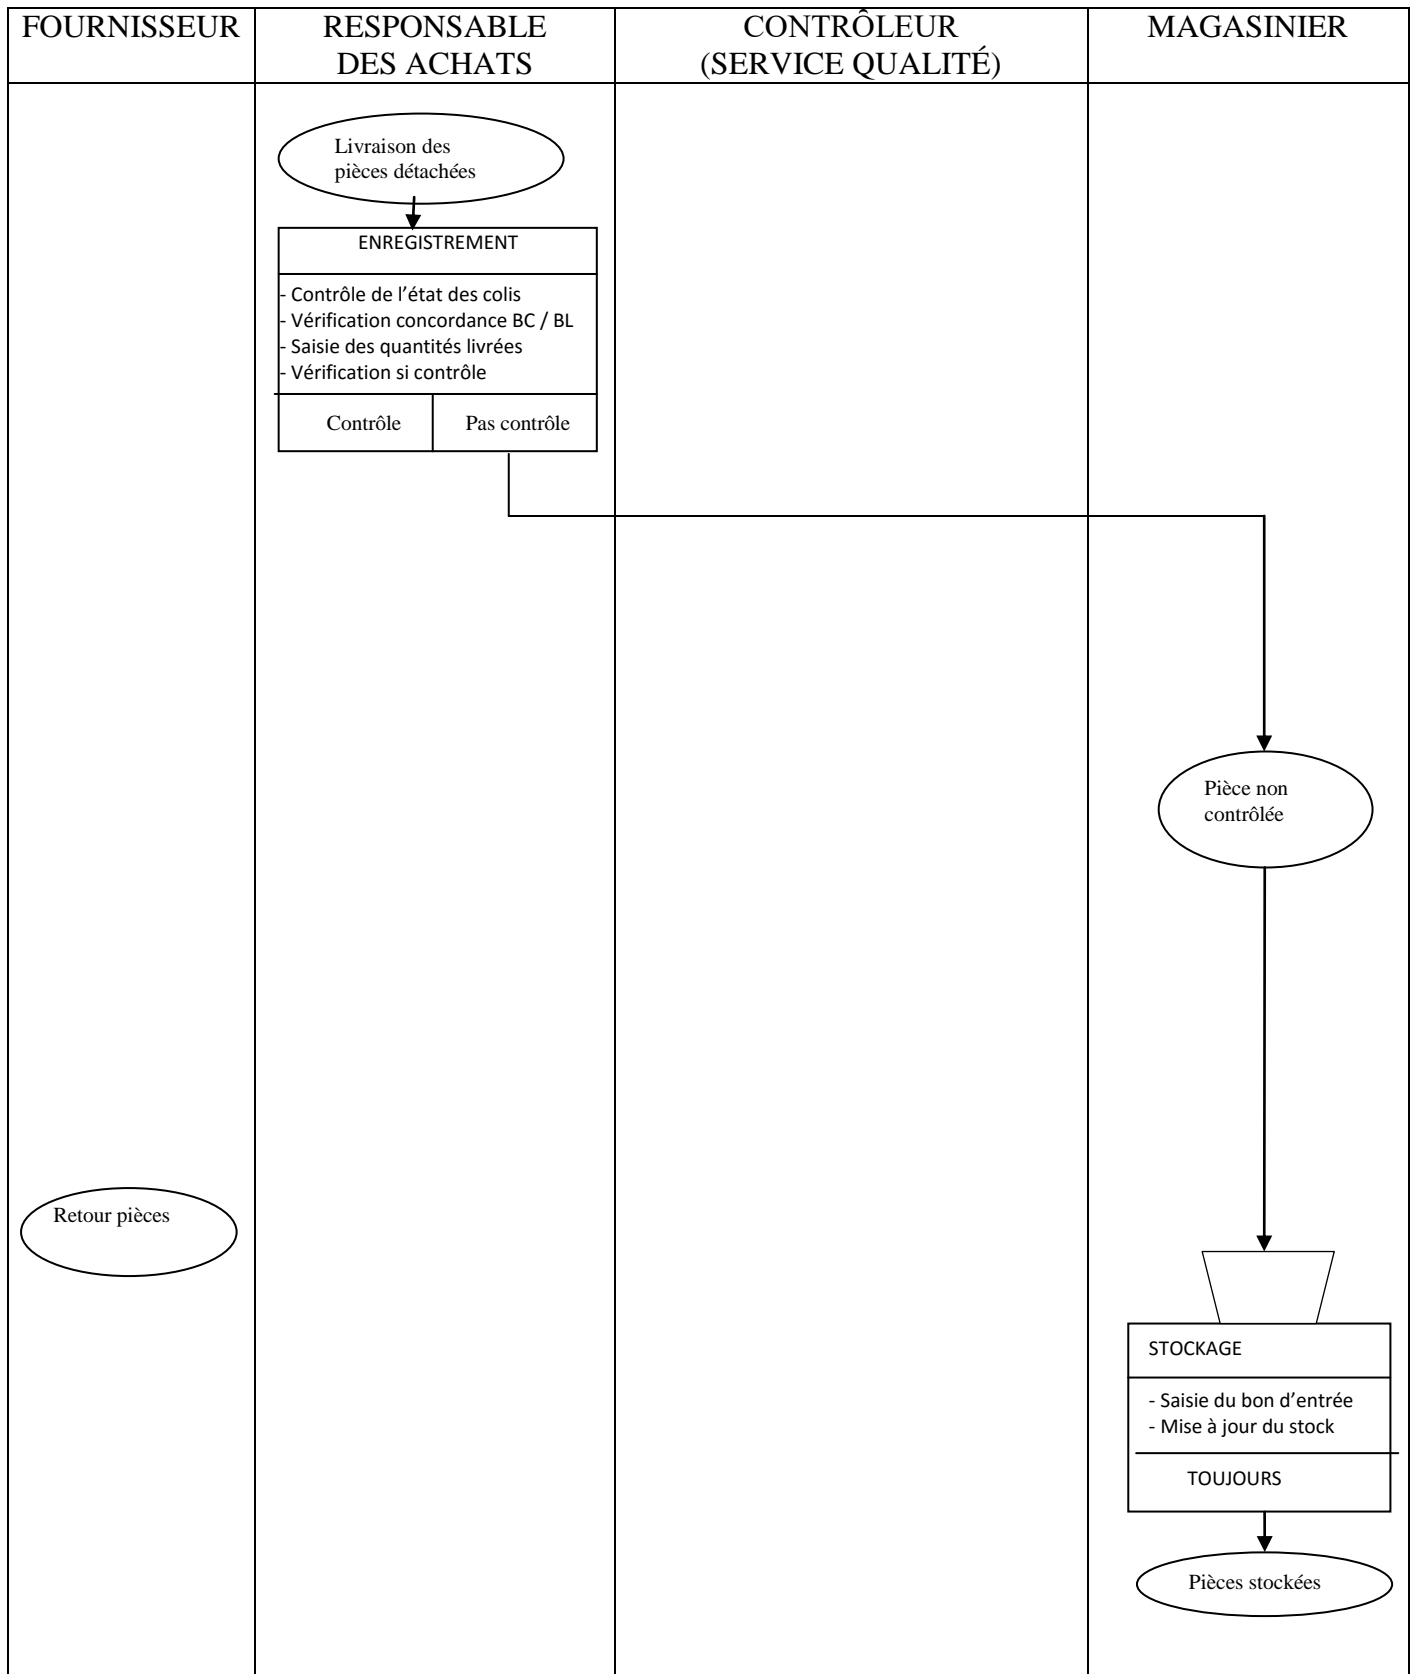 FOURNISSEUR
RESPONSABLE
DES ACHATS
CONTRÔLEUR
(SERVICE QUALITÉ)
MAGASINIER
Livraison des
pièces détachées
ENREGISTREMENT
- Contrôle de l’état des colis
- Vérification concordance BC / BL
- Saisie des quantités livrées
- Vérification si contrôle
Contrôle
Pas contrôle
Pièce non
contrôlée
Retour pièces
STOCKAGE
- Saisie du bon d’entrée
- Mise à jour du stock
TOUJOURS
Pièces stockées